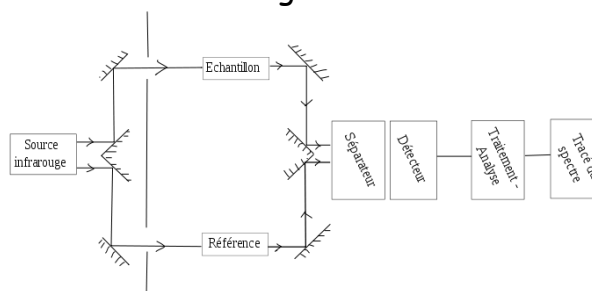 Echantillon
Source
infrarouge
Référence
Séparateur
Détecteur
Traitement -
Analyse
Tracé du
spectre